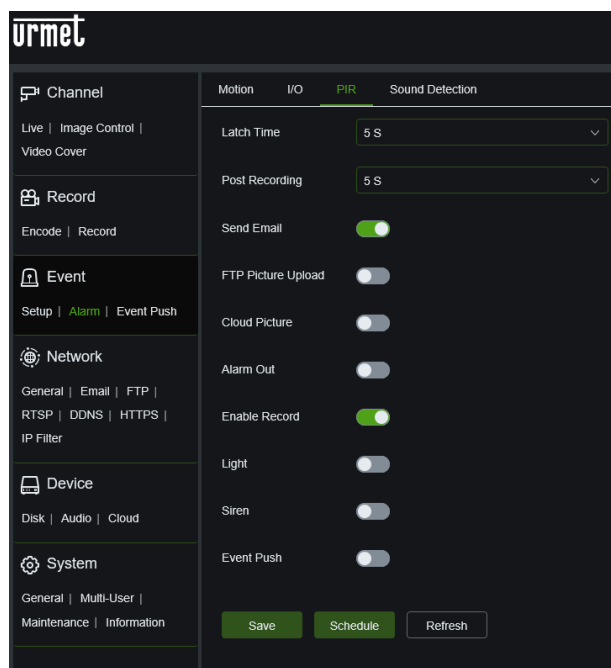 urmet
Channel
Live | Image Control |
Video Cover
Record
Encode | Record
Event
Setup | Alarm | Event Push
Network
General | Email | FTP |
RTSP | DDNS | HTTPS |
IP Filter
Device
Disk | Audio | Cloud
System
General | Multi-User |
Maintenance | Information
Motion I/O PIR Sound Detection
Latch Time 5 S
Post Recording 5 S
Send Email
FTP Picture Upload
Cloud Picture
Alarm Out
Enable Record
Light
Siren
Event Push
Save Schedule Refresh